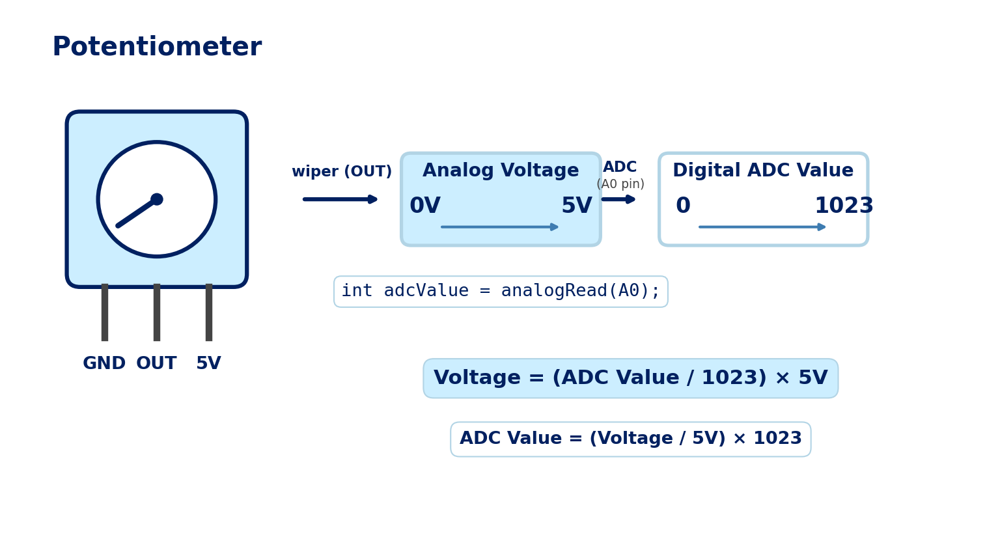 Potentiometer
wiper (OUT)
Analog Voltage
0V 5V
ADC
(A0 pin)
Digital ADC Value
0 1023
int adcValue = analogRead(A0);
GND OUT 5V
Voltage = (ADC Value / 1023) × 5V
ADC Value = (Voltage / 5V) × 1023